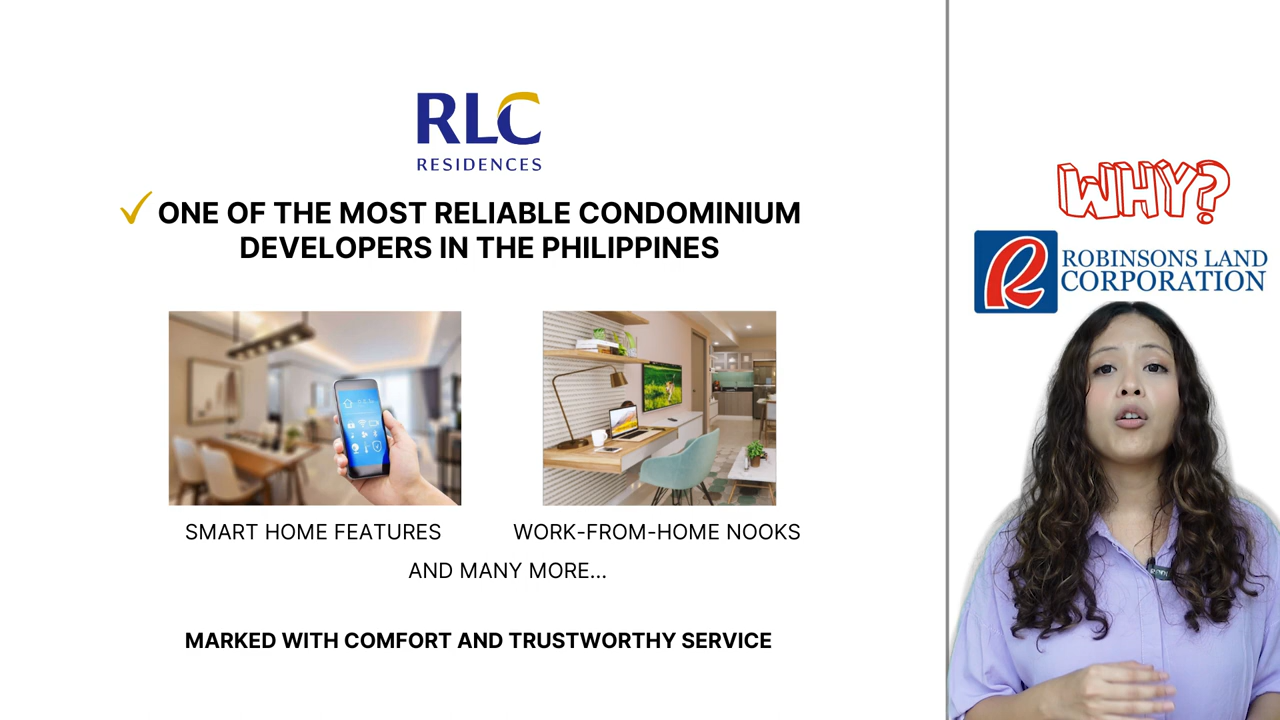 RLC
RESIDENCES
ONE OF THE MOST RELIABLE CONDOMINIUM
DEVELOPERS IN THE PHILIPPINES
SMART HOME FEATURES
WORK-FROM-HOME NOOKS
AND MANY MORE...
MARKED WITH COMFORT AND TRUSTWORTHY SERVICE
WHY?
R ROBINSONS LAND
CORPORATION